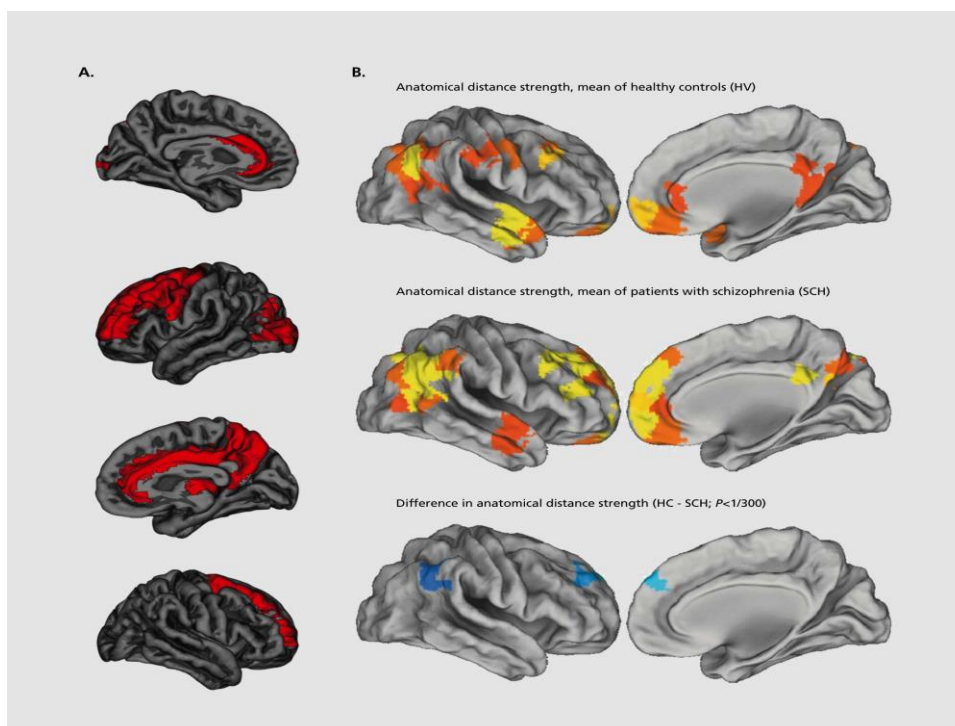 A.
B.
Anatomical distance strength, mean of healthy controls (HV)
Anatomical distance strength, mean of patients with schizophrenia (SCH)
Difference in anatomical distance strength (HC - SCH; P<1/300)